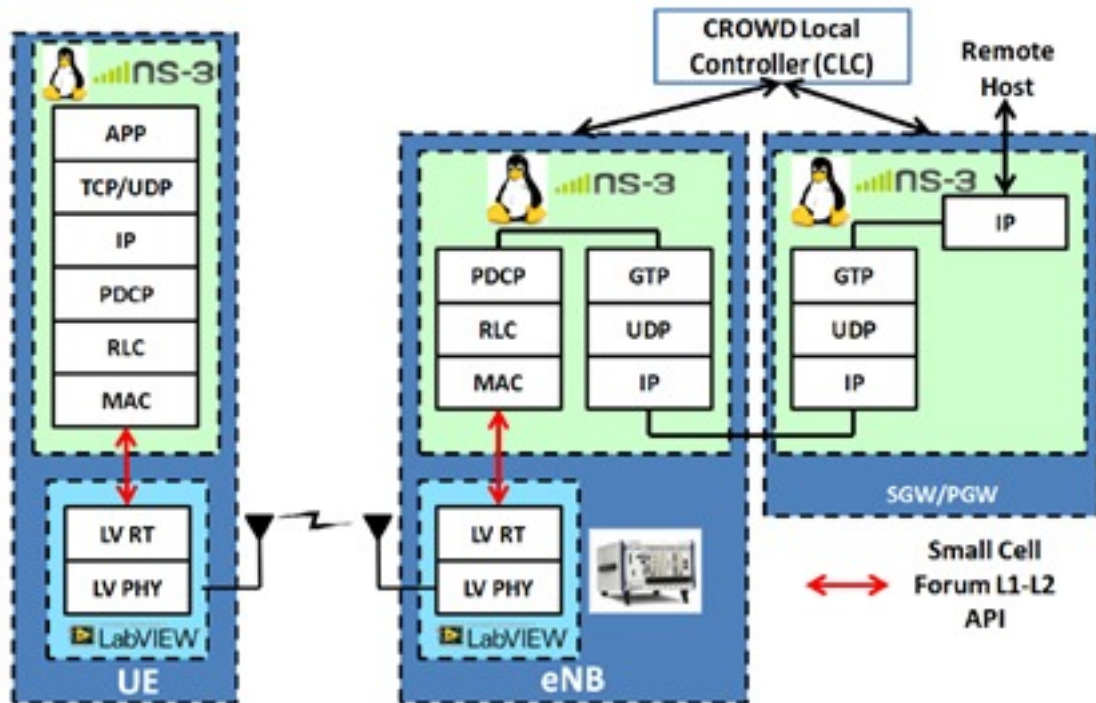 ns-3
APP
TCP/UDP
IP
PDCP
RLC
MAC
LV RT
LV PHY
LabVIEW
UE
CROWD Local
Controller (CLC)
ns-3
PDCP
RLC
MAC
GTP
UDP
IP
LV RT
LV PHY
LabVIEW
eNB
Remote
Host
ns-3
IP
GTP
UDP
IP
SGW/PGW
Small Cell
Forum L1-L2
API